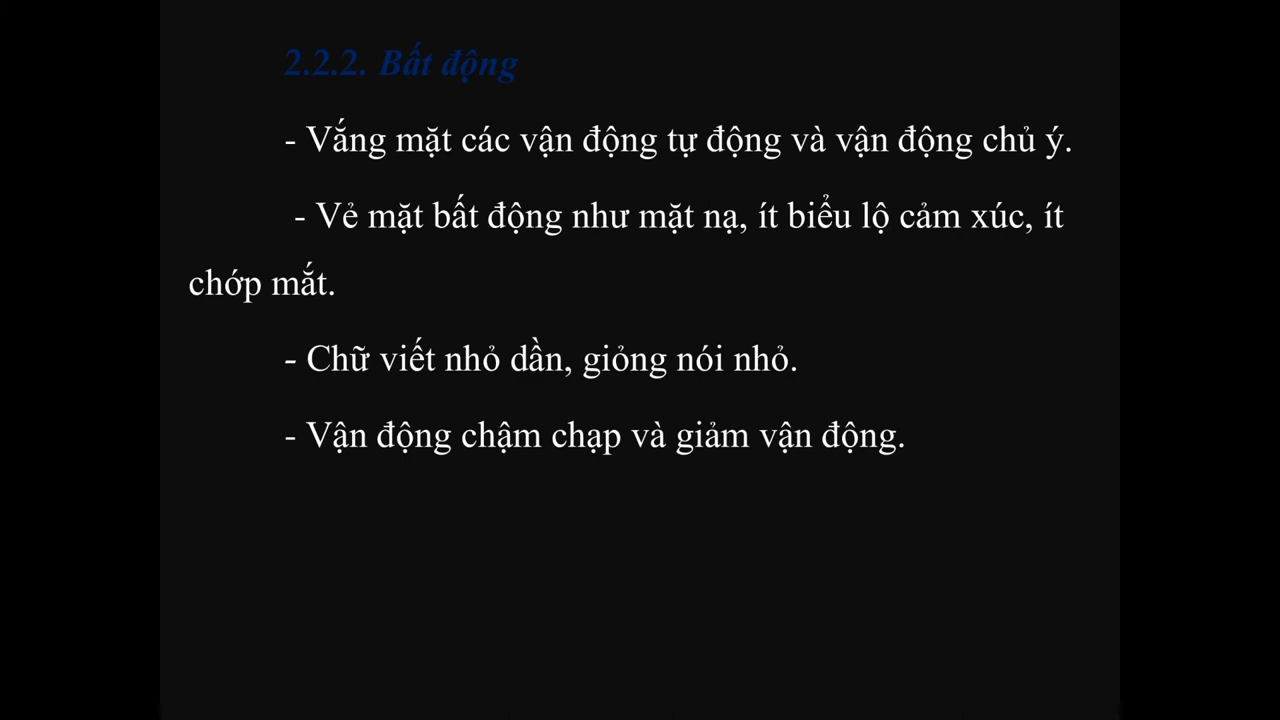 2.2.2. Bất động
- Vắng mặt các vận động tự động và vận động chủ ý.
- Vẻ mặt bất động như mặt nạ, ít biểu lộ cảm xúc, ít
chớp mắt.
- Chữ viết nhỏ dần, giỏng nói nhỏ.
- Vận động chậm chạp và giảm vận động.